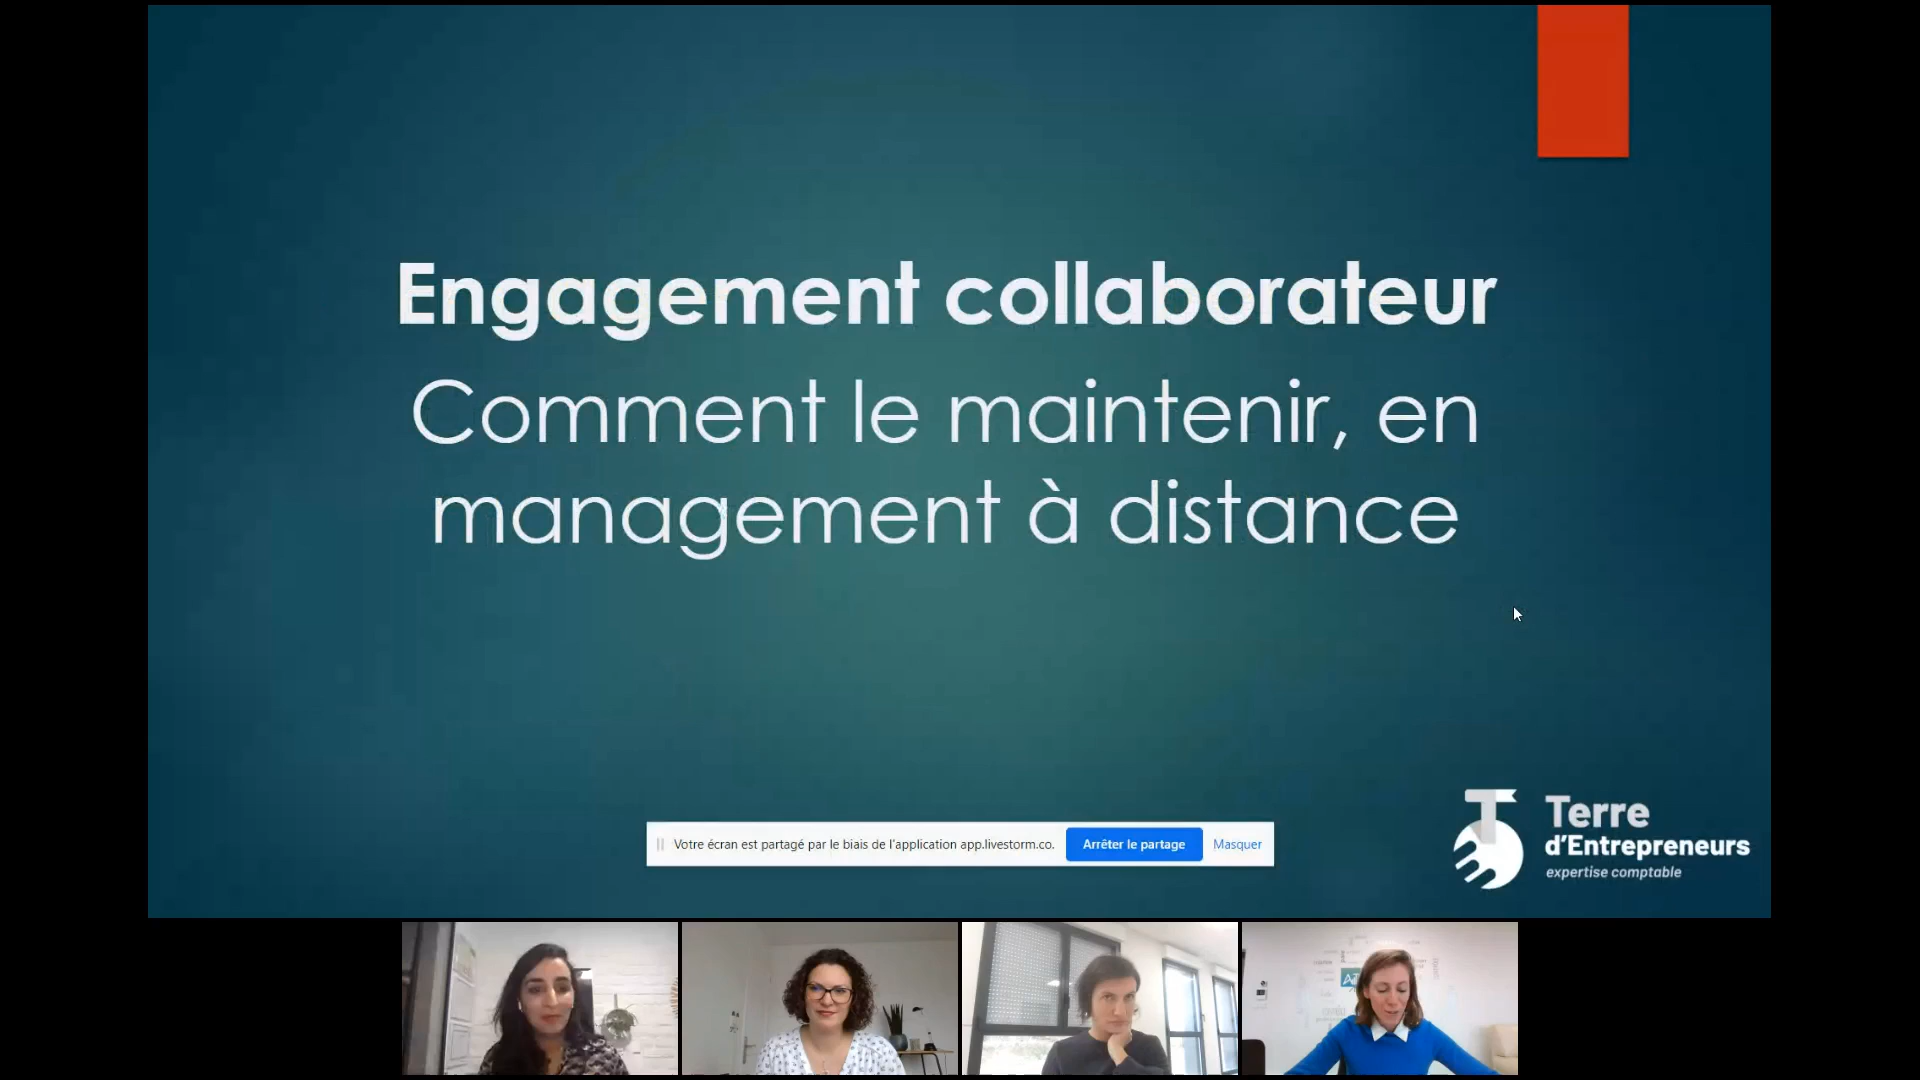 Engagement collaborateur
Comment le maintenir, en
management à distance
Votre écran est partagé par le biais de l'application app.livestorm.co.
Arrêter le partage
Masquer
Terre
d'Entrepreneurs
expertise comptable